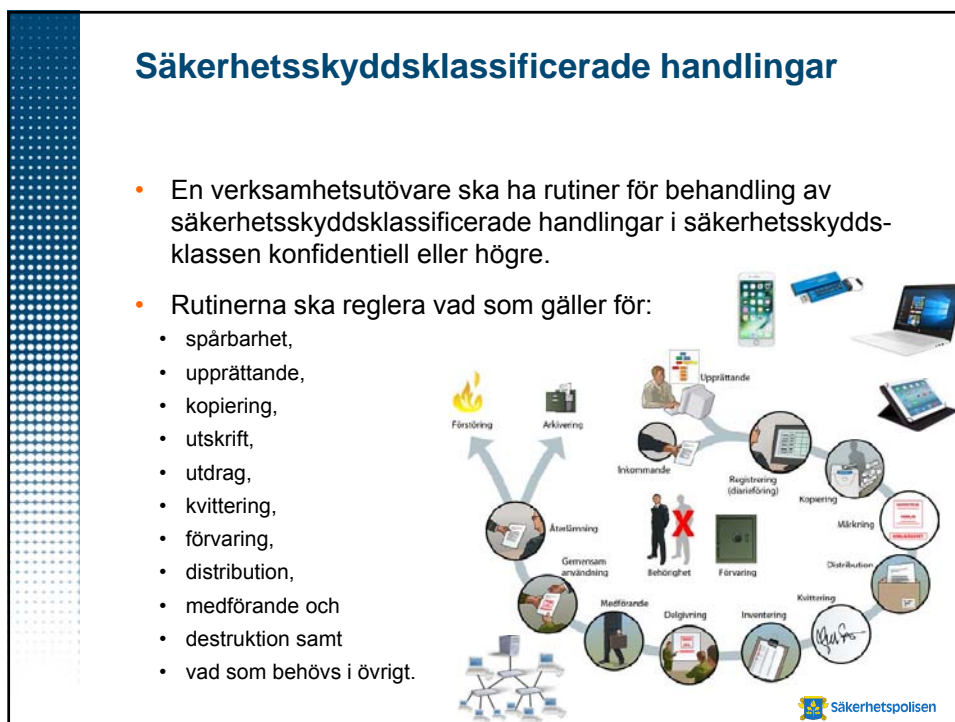 Säkerhetsskyddsklassificerade handlingar
• En verksamhetsutövare ska ha rutiner för behandling av
säkerhetsskyddsklassificerade handlingar i säkerhetsskydds-
klassen konfidentiell eller högre.
• Rutinerna ska reglera vad som gäller för:
• spårbarhet,
• upprättande,
• kopiering,
• utskrift,
• utdrag,
• kvittering,
• förvaring,
• distribution,
• medförande och
• destruktion samt
• vad som behövs i övrigt.
Upprättande
Förstöring
Arkivering
Inkommande
Registrering
(diarieföring)
Kopiering
Märkning
Återlämning
Behörighet
Förvaring
Gemensam
användning
Distribution
Medförande
Delgivning
Inventering
Kvittering
Säkerhetspolisen